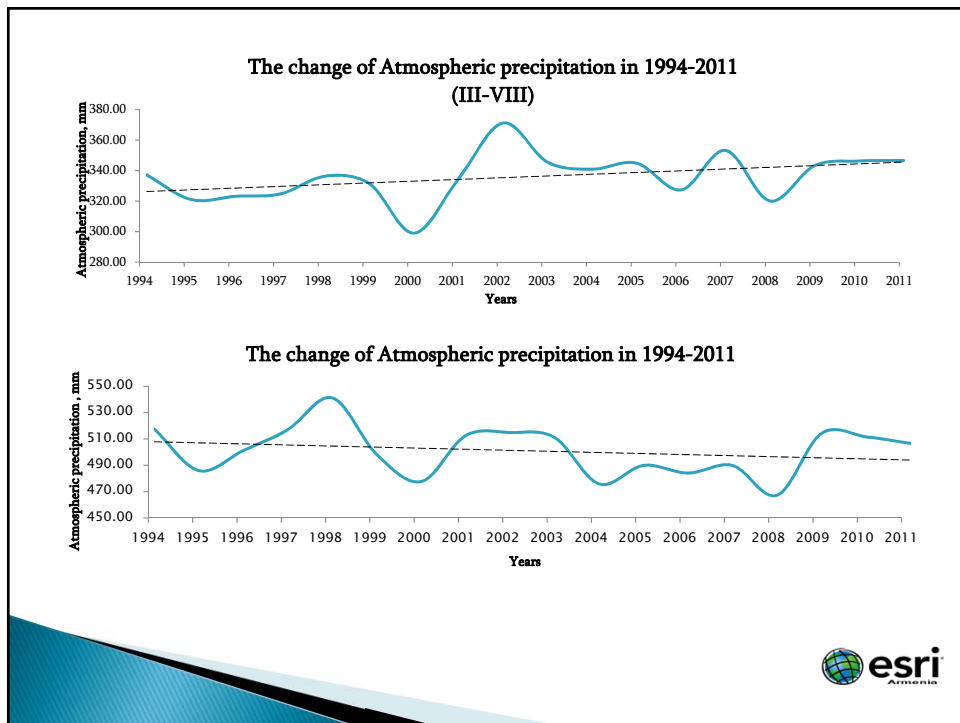 The change of Atmospheric precipitation in 1994-2011
(III-VIII)
Atmospheric precipitation, mm
380.00
360.00
340.00
320.00
300.00
280.00
1994 1995 1996 1997 1998 1999 2000 2001 2002 2003 2004 2005 2006 2007 2008 2009 2010 2011
Years
The change of Atmospheric precipitation in 1994-2011
Atmospheric precipitation , mm
550.00
530.00
510.00
490.00
470.00
450.00
1994 1995 1996 1997 1998 1999 2000 2001 2002 2003 2004 2005 2006 2007 2008 2009 2010 2011
Years
esri
Armenia